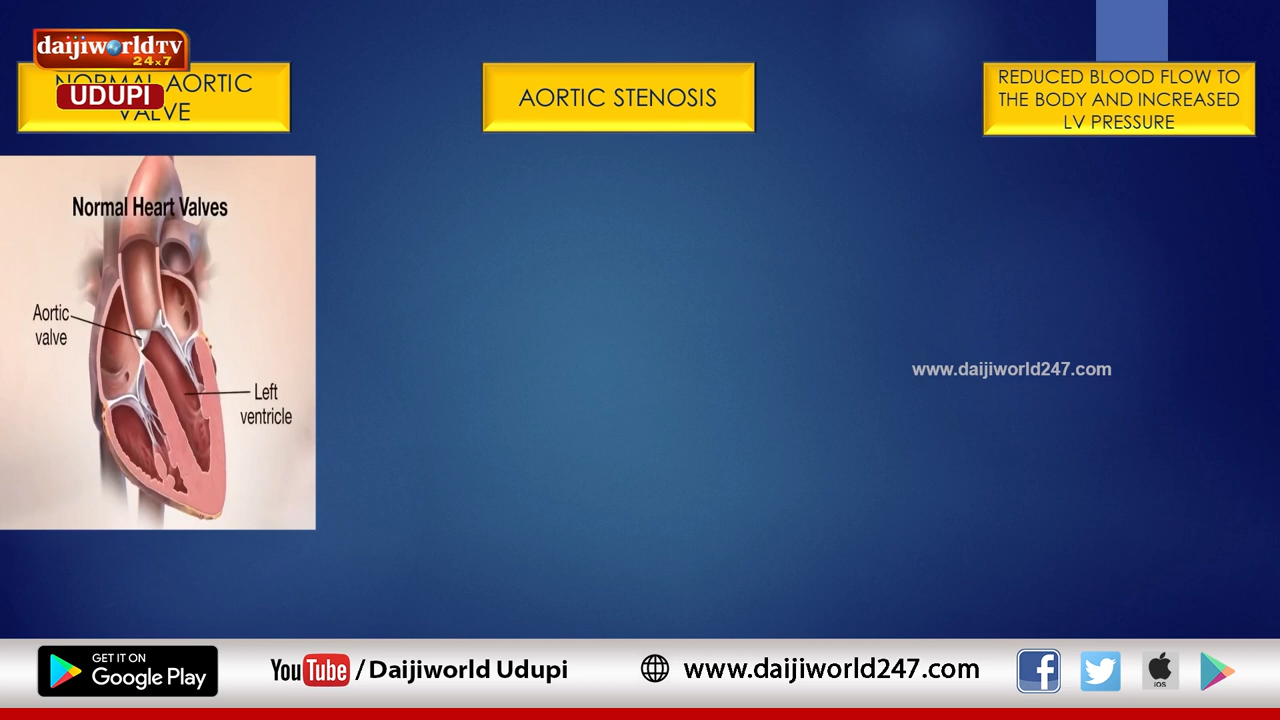 daijiworldTV
24x7
UDUPI
NORMAL AORTIC
VALVE
AORTIC STENOSIS
REDUCED BLOOD FLOW TO
THE BODY AND INCREASED
LV PRESSURE
Normal Heart Valves
Aortic
valve
Left
ventricle
www.daijiworld247.com
GET IT ON
Google Play
YouTube / Daijiworld Udupi
www.daijiworld247.com
iOS